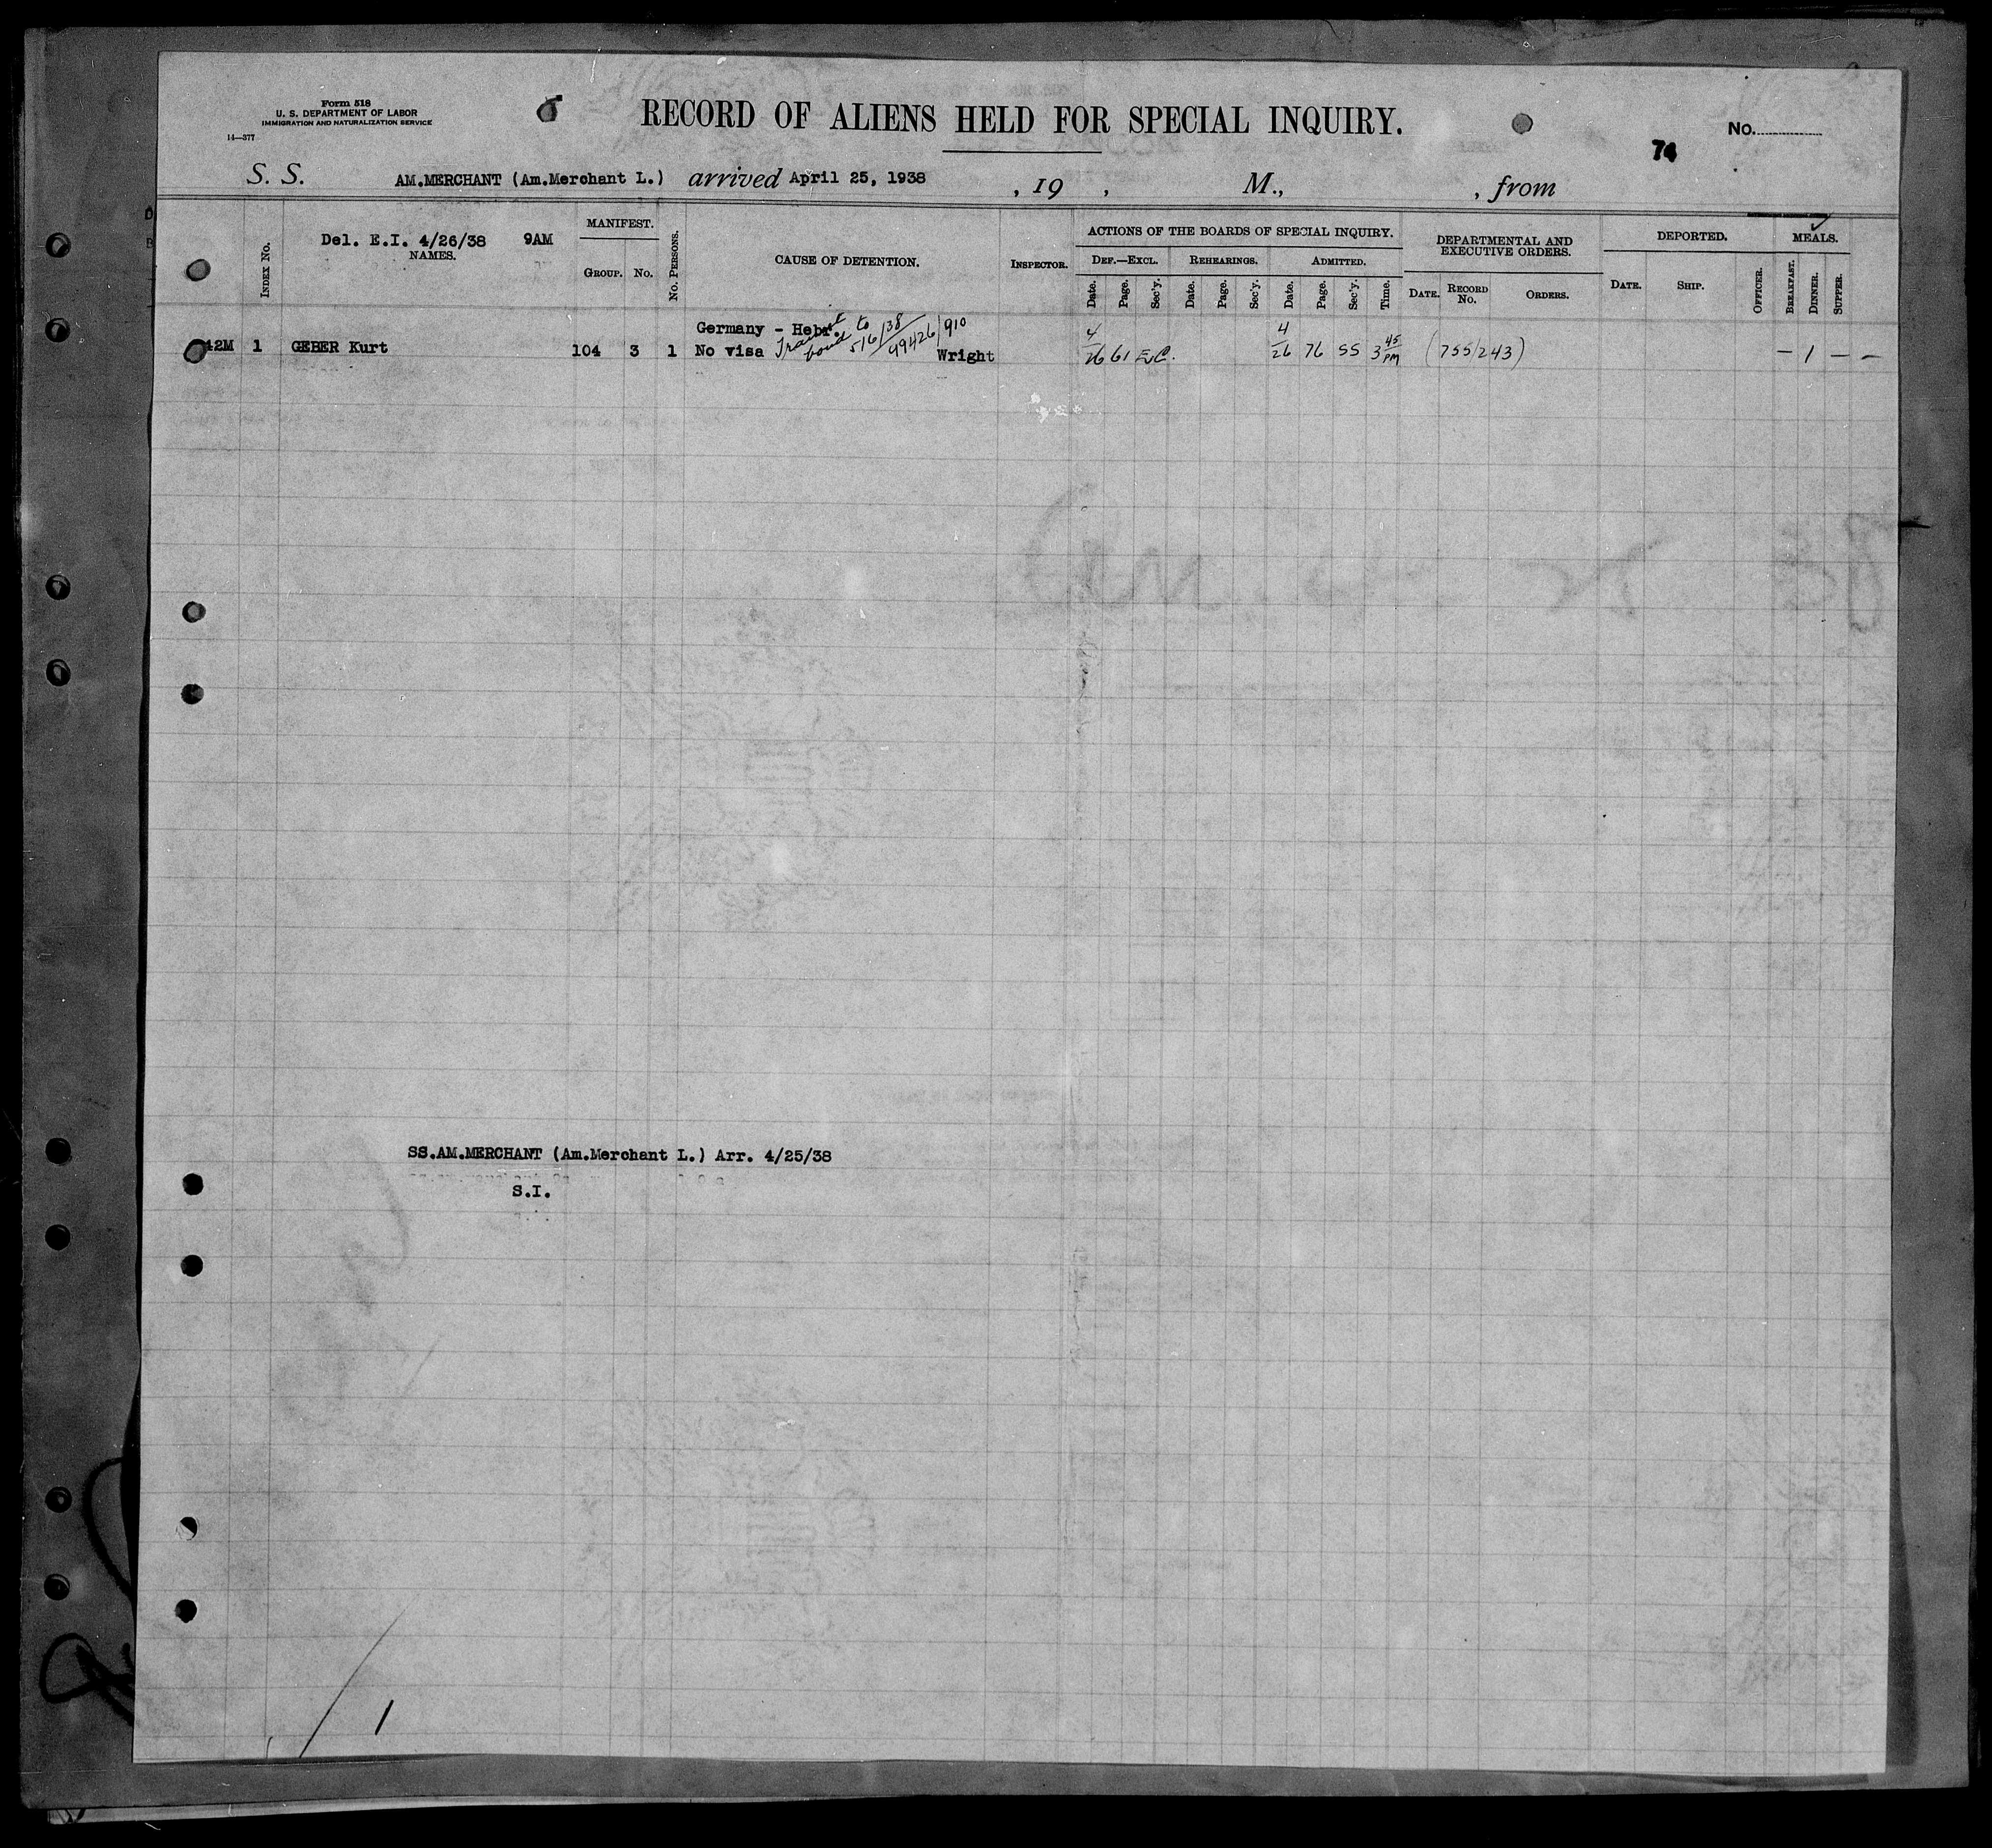 Form 518
U. S. DEPARTMENT OF LABOR
IMMIGRATION AND NATURALIZATION SERVICE
14—377
RECORD OF ALIENS HELD FOR SPECIAL INQUIRY.
No.
74
S. S. AM.MERCHANT (Am.Merchant L.) arrived April 25, 1938 , 19 , M., , from
Del. E.I. 4/26/38 9AM
INDEX No.
NAMES.
MANIFEST.
GROUP. No.
No. PERSONS.
CAUSE OF DETENTION.
INSPECTOR.
ACTIONS OF THE BOARDS OF SPECIAL INQUIRY.
DEF.—EXCL. REHEARINGS. ADMITTED.
Date. Page. Sec'y. Date. Page. Sec'y. Date. Page. Sec'y. Time.
DEPARTMENTAL AND
EXECUTIVE ORDERS.
DATE. RECORD No. ORDERS.
DEPORTED.
DATE. SHIP.
OFFICER.
MEALS.
BREAKFAST. DINNER. SUPPER.
Germany - Hebr.
42M 1 GEBER Kurt 104 3 1 No visa Transit bond to 5/6/38 99426/910 Wright 4/26 61 4/26 76 SS 3 45 PM (755/243) — 1 — —
SS.AM.MERCHANT (Am.Merchant L.) Arr. 4/25/38
S.I.
/ 1